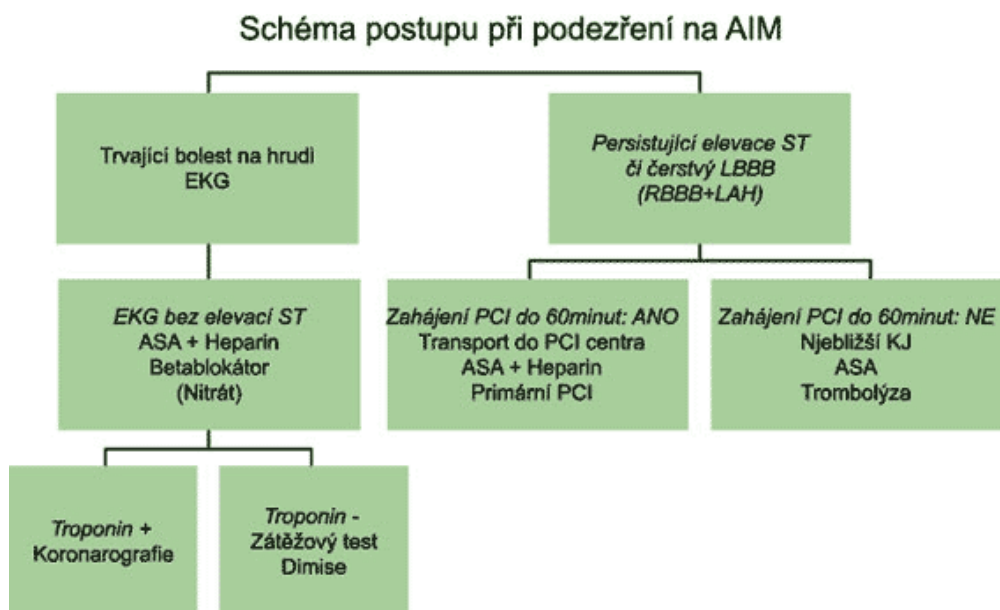 Schéma postupu při podezření na AIM
Trvající bolest na hrudi
EKG
Persistující elevace ST
či čerstvý LBBB
(RBBB+LAH)
EKG bez elevací ST
ASA + Heparin
Betablokátor
(Nitrát)
Zahájení PCI do 60minut: ANO
Transport do PCI centra
ASA + Heparin
Primární PCI
Zahájení PCI do 60minut: NE
Njebližší KJ
ASA
Trombolýza
Troponin +
Koronarografie
Troponin -
Zátěžový test
Dimise